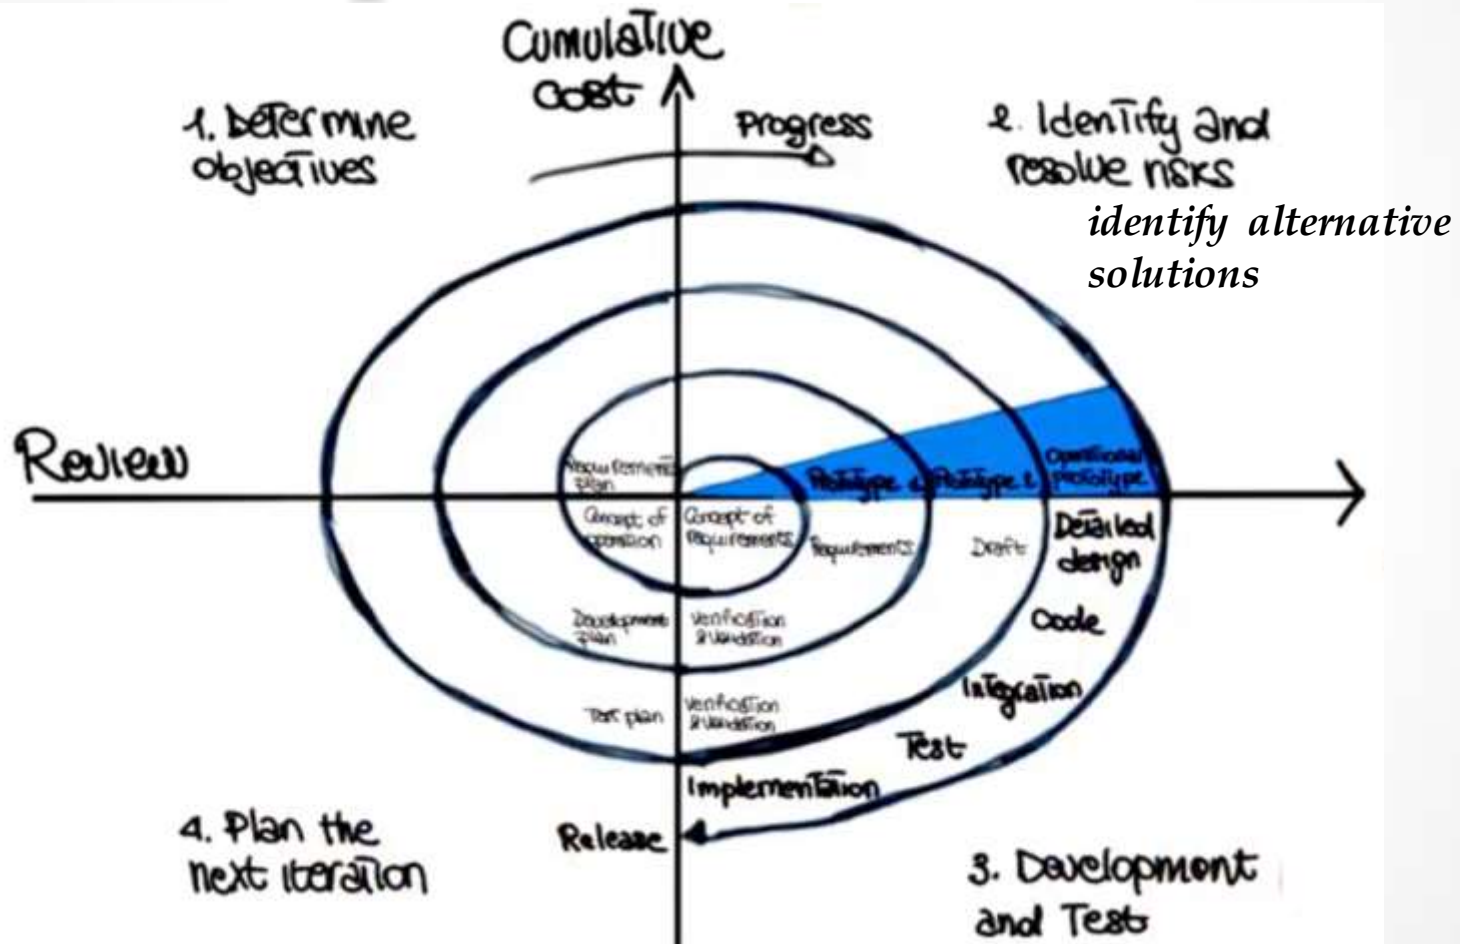 Cumulative
cost
Progress
1. Determine
objectives
2. Identify and
resolve risks
identify alternative
solutions
Review
Requirements
plan
Prototype 1
Prototype 2
Operational
prototype
Concept of
operation
Concept of
requirements
Requirements
Draft
Detailed
design
Code
Development
plan
Verification
& Validation
Integration
Test plan
Verification
& Validation
Test
Implementation
Release
4. Plan the
next iteration
3. Development
and Test